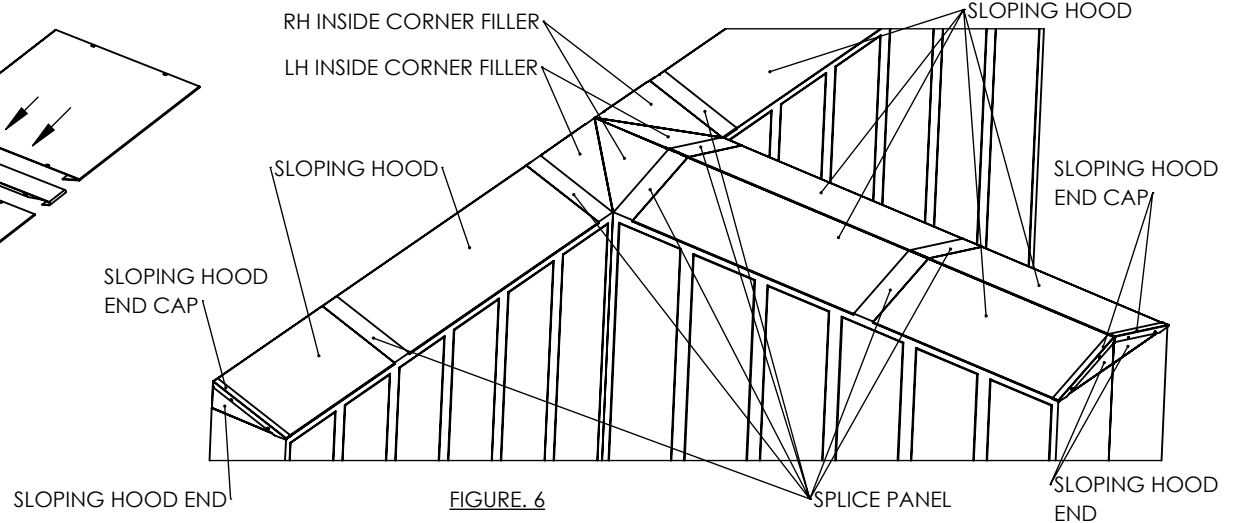 RH INSIDE CORNER FILLER
SLOPING HOOD
LH INSIDE CORNER FILLER
SLOPING HOOD
SLOPING HOOD
END CAP
SLOPING HOOD
END CAP
SLOPING HOOD END
FIGURE. 6
SPLICE PANEL
SLOPING HOOD
END